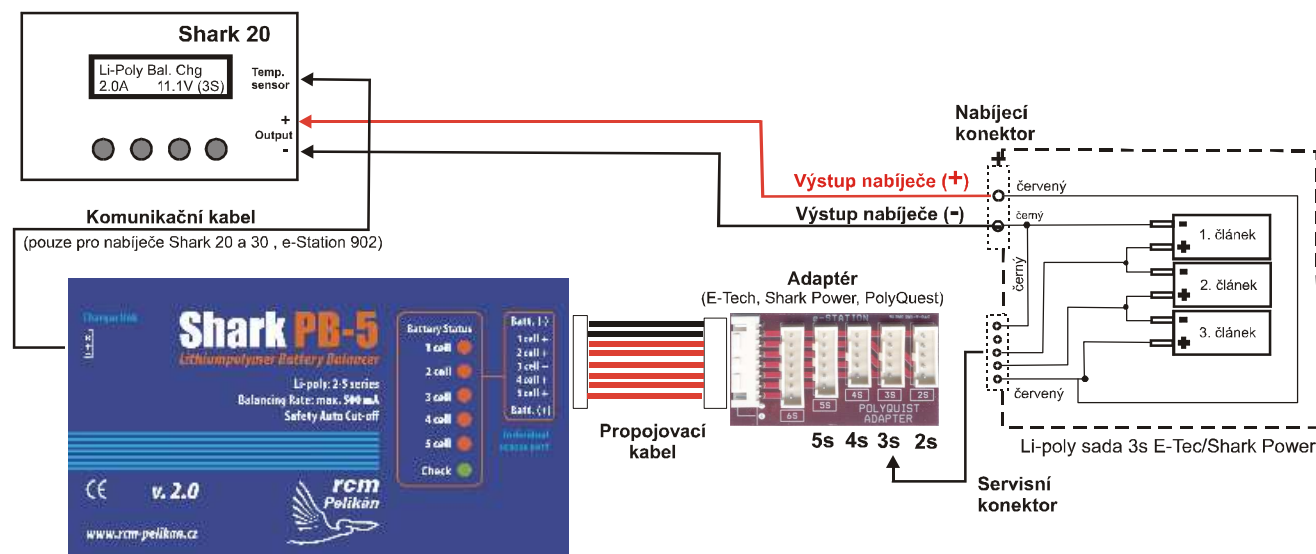 Shark 20
Li-Poly Bal. Chg
2.0A 11.1V (3S)
Temp.
sensor
+
Output
-
Komunikační kabel
(pouze pro nabíječe Shark 20 a 30 , e-Station 902)
Nabíjecí
konektor
+
Výstup nabíječe (+)
Výstup nabíječe (-)
červený
černý
černý
červený
- 1. článek
+
- 2. článek
+
- 3. článek
+
Li-poly sada 3s E-Tec/Shark Power
Adaptér
(E-Tech, Shark Power, PolyQuest)
e-STATION
6S
5S
4S
3S
2S
POLYQUIST
ADAPTER
5s 4s 3s 2s
Servisní
konektor
Propojovací
kabel
Charger link
Shark PB-5
Lithiumpolymer Battery Balancer
Li-poly: 2-5 series
Balancing Rate: max. 500 mA
Safety Auto Cut-off
CE v. 2.0
www.rcm-pelikan.cz
rcm
Pelikán
Battery Status
1 cell
2 cell
3 cell
4 cell
5 cell
Check
Batt. (-)
1 cell +
2 cell +
3 cell -
4 cell +
5 cell +
Batt. (+)
Individual